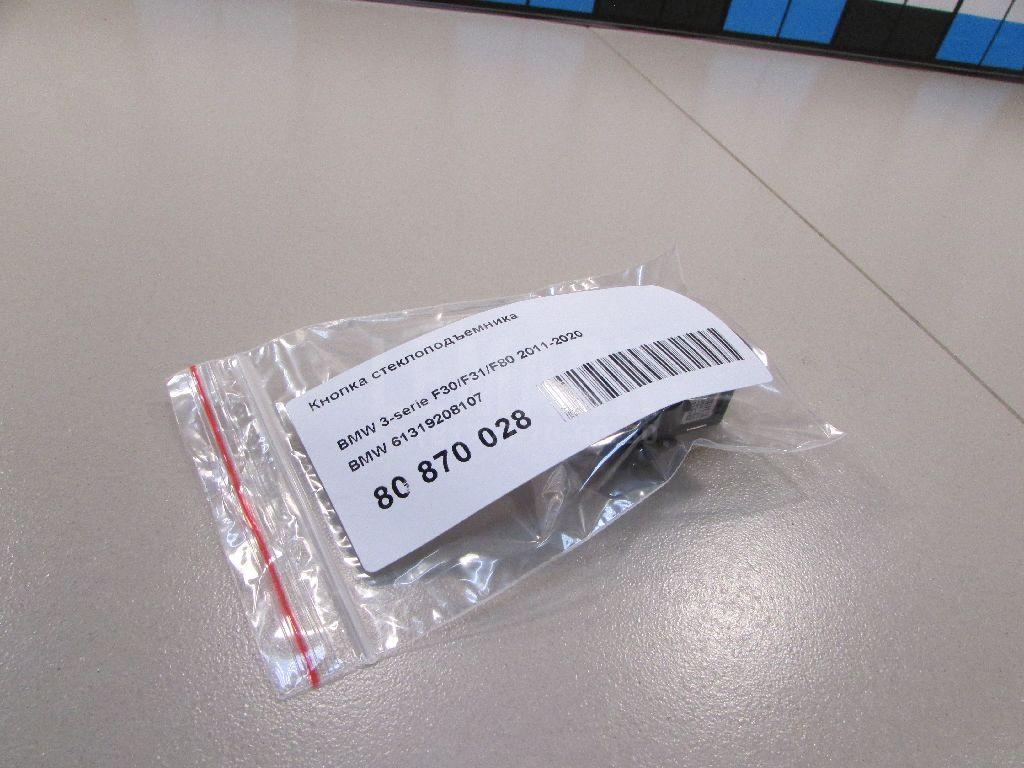 Кнопка стеклоподъемника
BMW 3-serie F30/F31/F80 2011-2020
BMW 61319208107
80 870 028